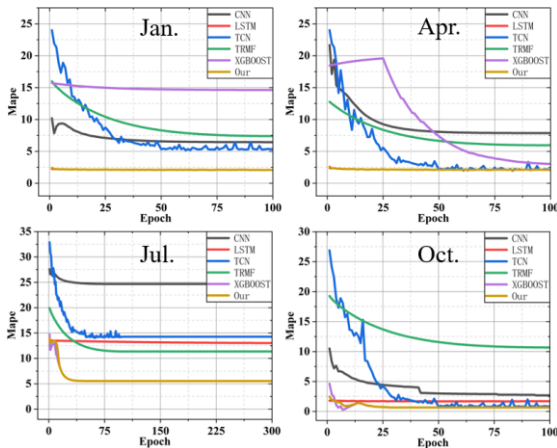 Jan.
Mape
25
20
15
10
5
0
CNN
LSTM
TCN
TRMF
XGBOOST
Our
0 25 50 75 100
Epoch
Apr.
Mape
25
20
15
10
5
0
CNN
LSTM
TCN
TRMF
XGBOOST
Our
0 25 50 75 100
Epoch
Jul.
Mape
35
30
25
20
15
10
5
0
CNN
LSTM
TCN
TRMF
XGBOOST
Our
0 75 150 225 300
Epoch
Oct.
Mape
30
25
20
15
10
5
0
CNN
LSTM
TCN
TRMF
XGBOOST
Our
0 25 50 75 100
Epoch